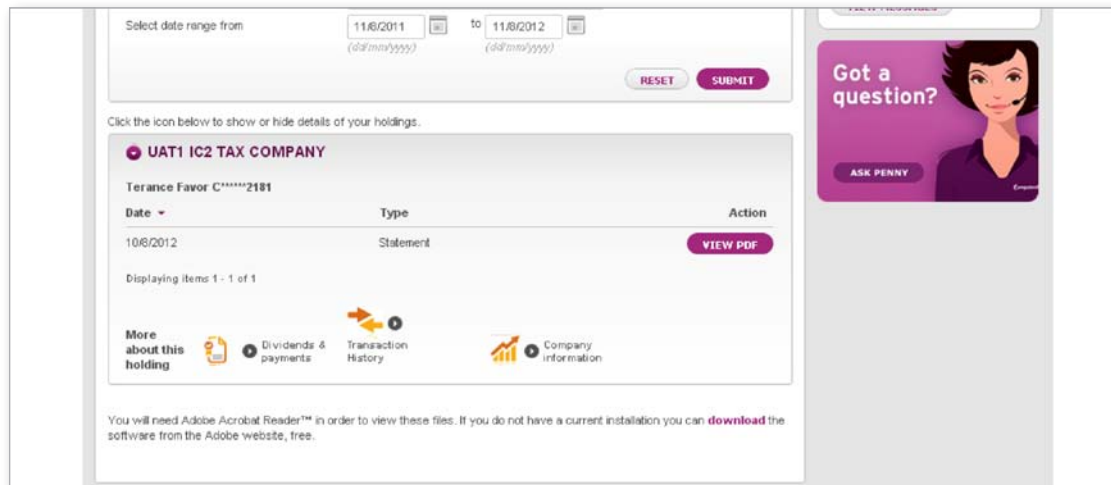 Select date range from 11/8/2011 to 11/8/2012
(dd/mm/yyyy) (dd/mm/yyyy)
RESET SUBMIT
Click the icon below to show or hide details of your holdings.
UAT1 IC2 TAX COMPANY
Terance Favor C******2181
Date Type Action
10/8/2012 Statement VIEW PDF
Displaying items 1 - 1 of 1
More about this holding
Dividends & payments
Transaction History
Company information
You will need Adobe Acrobat Reader™ in order to view these files. If you do not have a current installation you can download the
software from the Adobe website, free.
Got a
question?
ASK PENNY